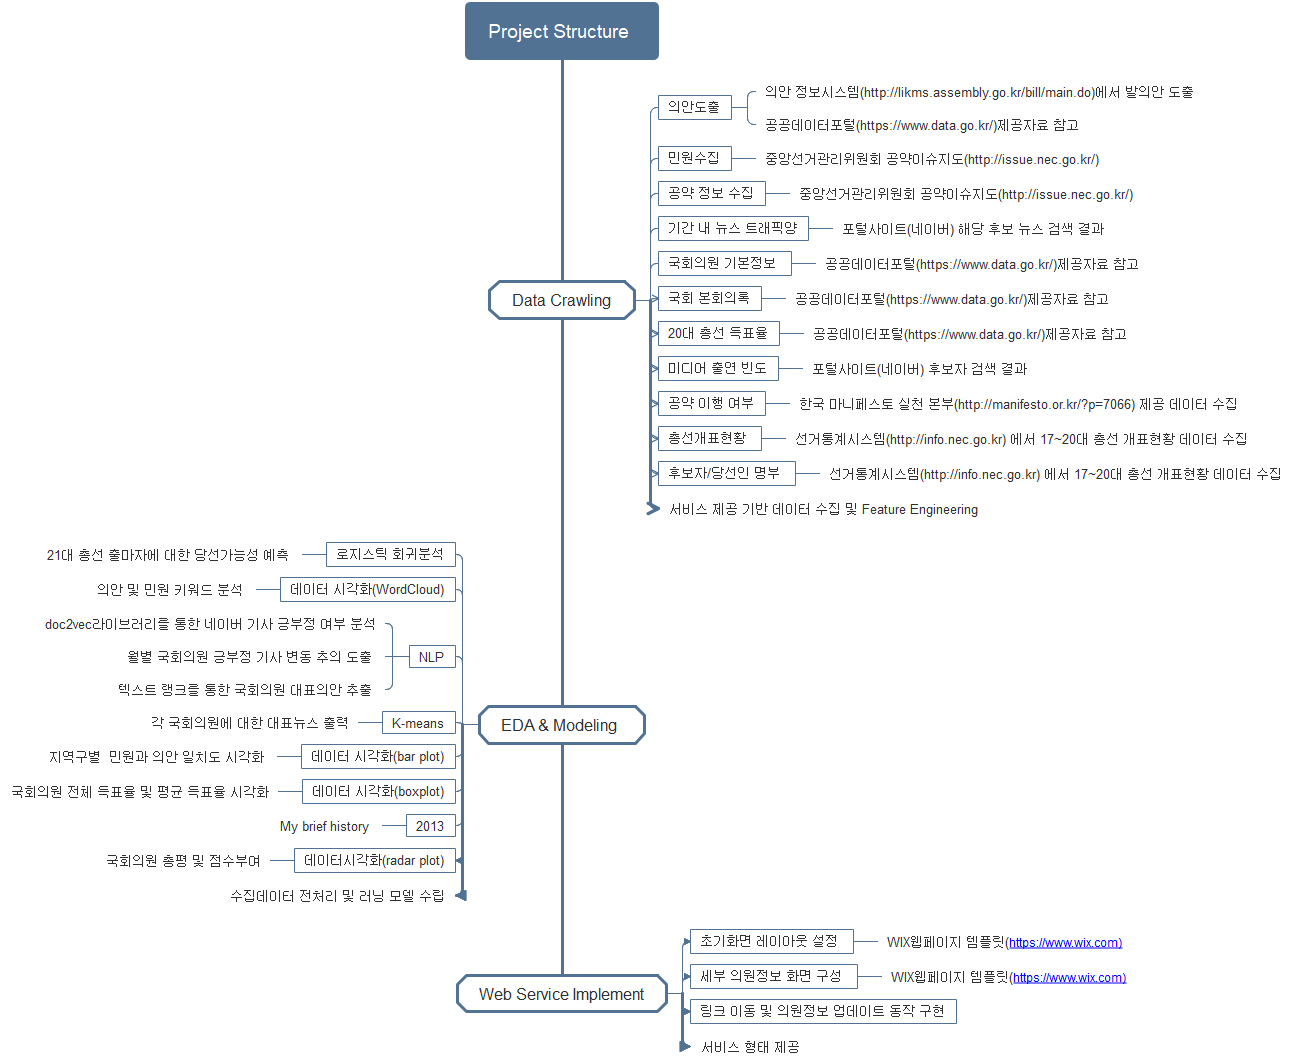 Project Structure
의안도출
의안 정보시스템(http://likms.assembly.go.kr/bill/main.do)에서 발의안 도출
공공데이터포털(https://www.data.go.kr/)제공자료 참고
민원수집
중앙선거관리위원회 공약이슈지도(http://issue.nec.go.kr/)
공약 정보 수집
중앙선거관리위원회 공약이슈지도(http://issue.nec.go.kr/)
기간 내 뉴스 트래픽양
포털사이트(네이버) 해당 후보 뉴스 검색 결과
국회의원 기본정보
공공데이터포털(https://www.data.go.kr/)제공자료 참고
Data Crawling
국회 본회의록
공공데이터포털(https://www.data.go.kr/)제공자료 참고
20대 총선 득표율
공공데이터포털(https://www.data.go.kr/)제공자료 참고
미디어 출연 빈도
포털사이트(네이버) 후보자 검색 결과
공약 이행 여부
한국 마니페스토 실천 본부(http://manifesto.or.kr/?p=7066) 제공 데이터 수집
총선개표현황
선거통계시스템(http://info.nec.go.kr) 에서 17~20대 총선 개표현황 데이터 수집
후보자/당선인 명부
선거통계시스템(http://info.nec.go.kr) 에서 17~20대 총선 개표현황 데이터 수집
서비스 제공 기반 데이터 수집 및 Feature Engineering
21대 총선 출마자에 대한 당선가능성 예측
로지스틱 회귀분석
의안 및 민원 키워드 분석
데이터 시각화(WordCloud)
doc2vec라이브러리를 통한 네이버 기사 긍부정 여부 분석
월별 국회의원 긍부정 기사 변동 추의 도출
NLP
텍스트 랭크를 통한 국회의원 대표의안 추출
각 국회의원에 대한 대표뉴스 출력
K-means
EDA & Modeling
지역구별 민원과 의안 일치도 시각화
데이터 시각화(bar plot)
국회의원 전체 득표율 및 평균 득표율 시각화
데이터 시각화(boxplot)
My brief history
2013
국회의원 총평 및 점수부여
데이터시각화(radar plot)
수집데이터 전처리 및 러닝 모델 수립
초기화면 레이아웃 설정
WIX웹페이지 템플릿(https://www.wix.com)
세부 의원정보 화면 구성
WIX웹페이지 템플릿(https://www.wix.com)
Web Service Implement
링크 이동 및 의원정보 업데이트 동작 구현
서비스 형태 제공